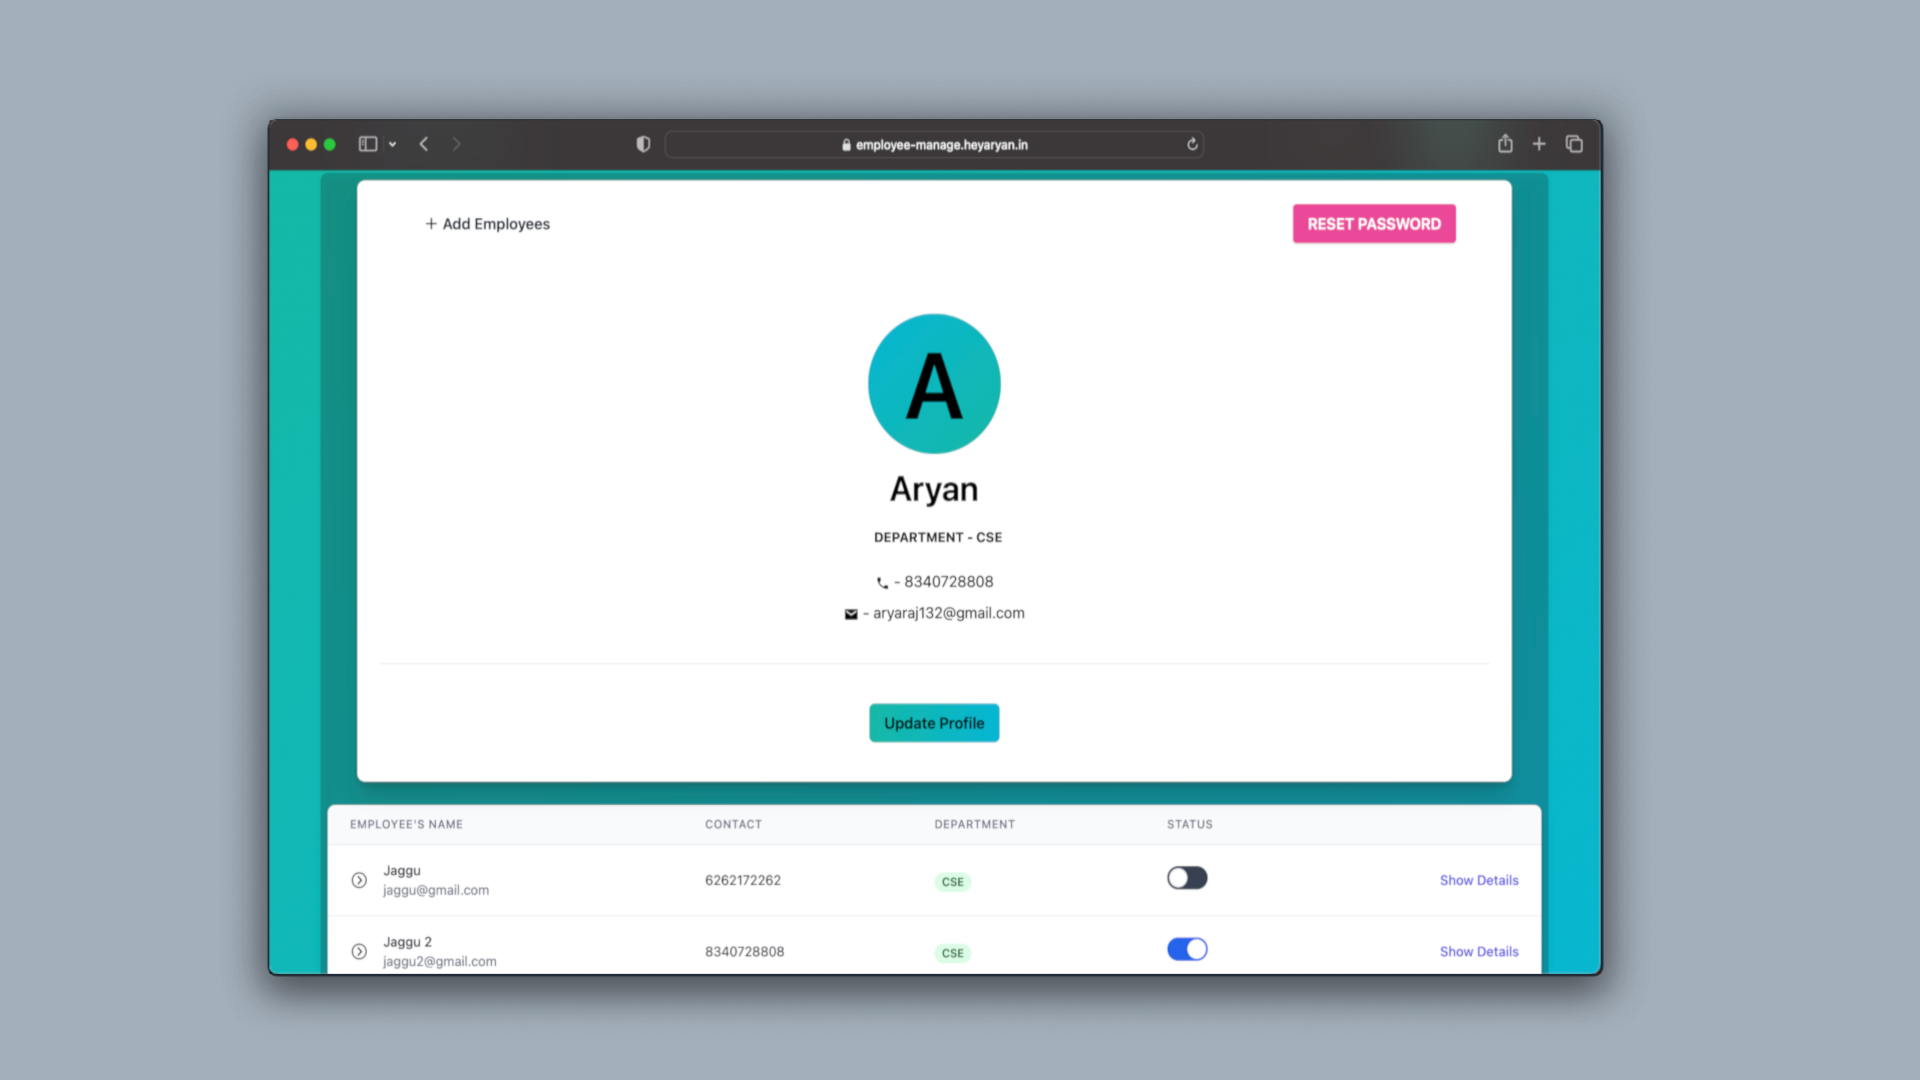 employee-manage.heyaryan.in
+ Add Employees
RESET PASSWORD
A
Aryan
DEPARTMENT - CSE
- 8340728808
- aryaraj132@gmail.com
Update Profile
EMPLOYEE'S NAME CONTACT DEPARTMENT STATUS
Jaggu
jaggu@gmail.com
6262172262
CSE
Show Details
Jaggu 2
jaggu2@gmail.com
8340728808
CSE
Show Details